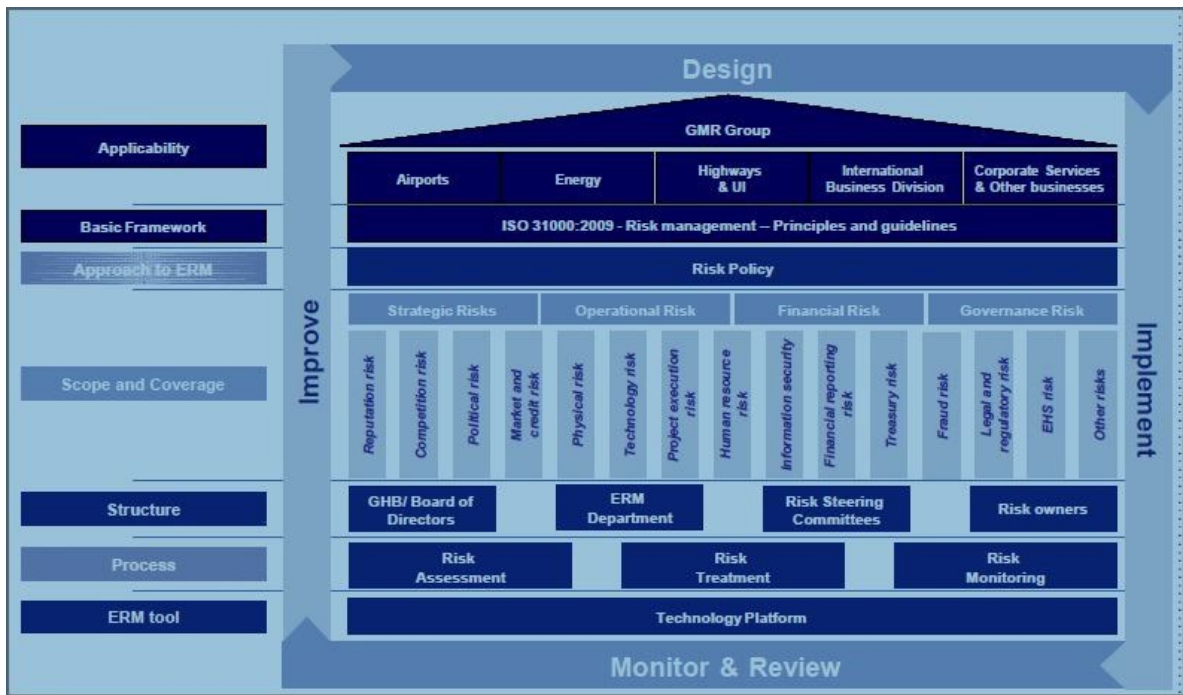 Design
Applicability
GMR Group
Airports
Energy
Highways
& UI
International
Business Division
Corporate Services
& Other businesses
Basic Framework
ISO 31000:2009 - Risk management – Principles and guidelines
Approach to ERM
Risk Policy
Improve
Implement
Scope and Coverage
Strategic Risks
Operational Risk
Financial Risk
Governance Risk
Reputation risk
Competition risk
Political risk
Market and
credit risk
Physical risk
Technology risk
Project execution
risk
Human resource
risk
Information security
Financial reporting
risk
Treasury risk
Fraud risk
Legal and
regulatory risk
EHS risk
Other risks
Structure
GHB/ Board of
Directors
ERM
Department
Risk Steering
Committees
Risk owners
Process
Risk
Assessment
Risk
Treatment
Risk
Monitoring
ERM tool
Technology Platform
Monitor & Review